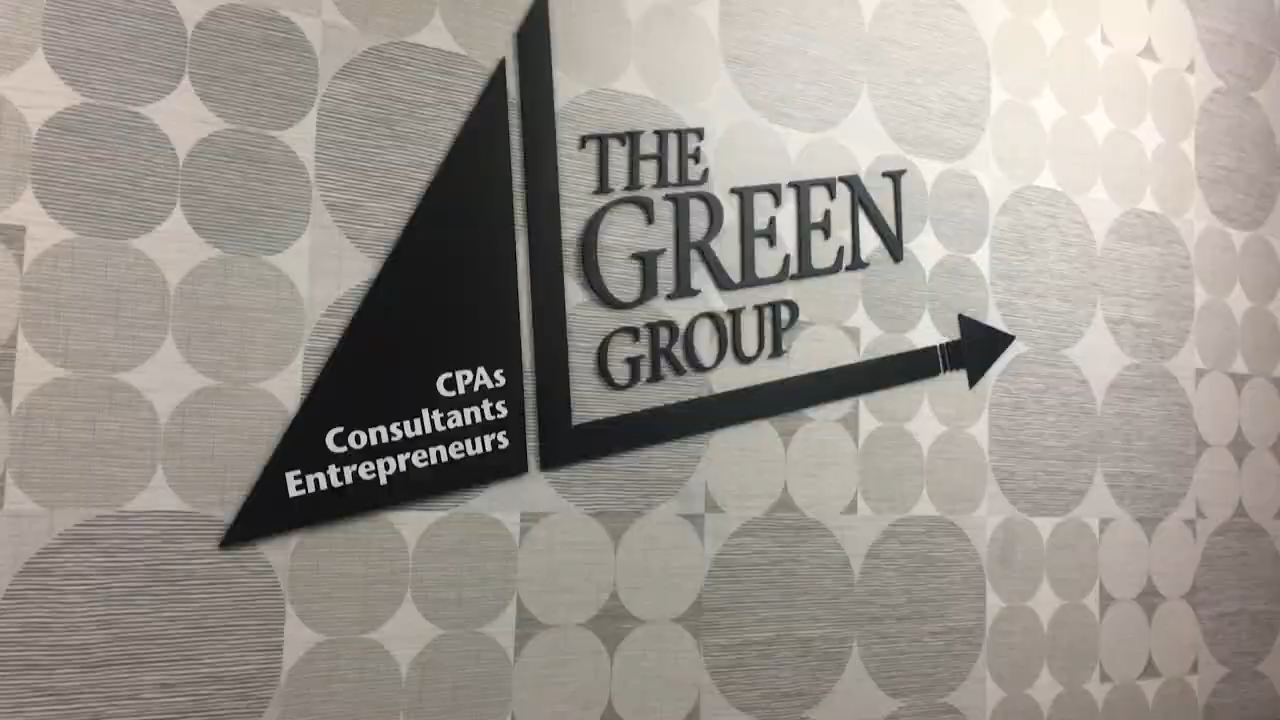 THE
GREEN
GROUP
CPAs
Consultants
Entrepreneurs